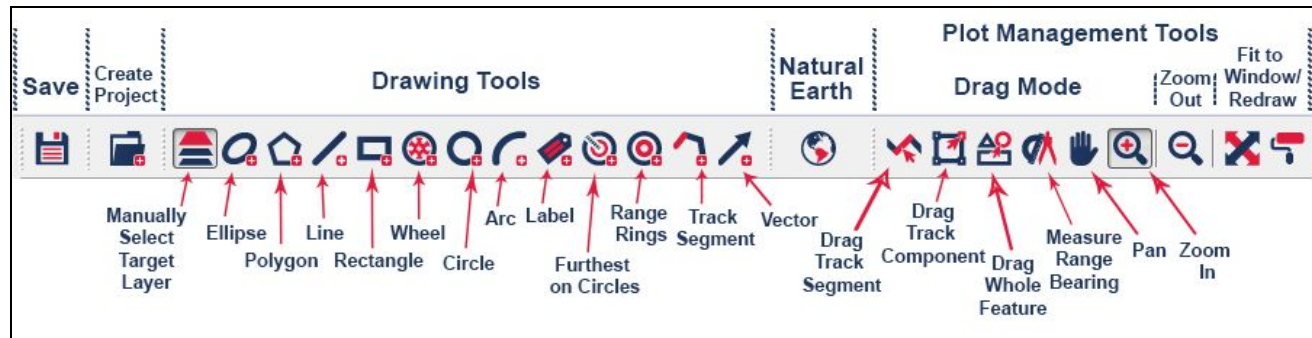 Plot Management Tools
Save
Create
Project
Drawing Tools
Natural
Earth
Drag Mode
Zoom
Out
Fit to
Window/
Redraw
Manually
Select
Target
Layer
Ellipse
Polygon
Line
Rectangle
Wheel
Circle
Arc
Label
Furthest
on Circles
Range
Rings
Track
Segment
Vector
Drag
Track
Segment
Drag
Track
Component
Drag
Whole
Feature
Measure
Range
Bearing
Pan
Zoom
In